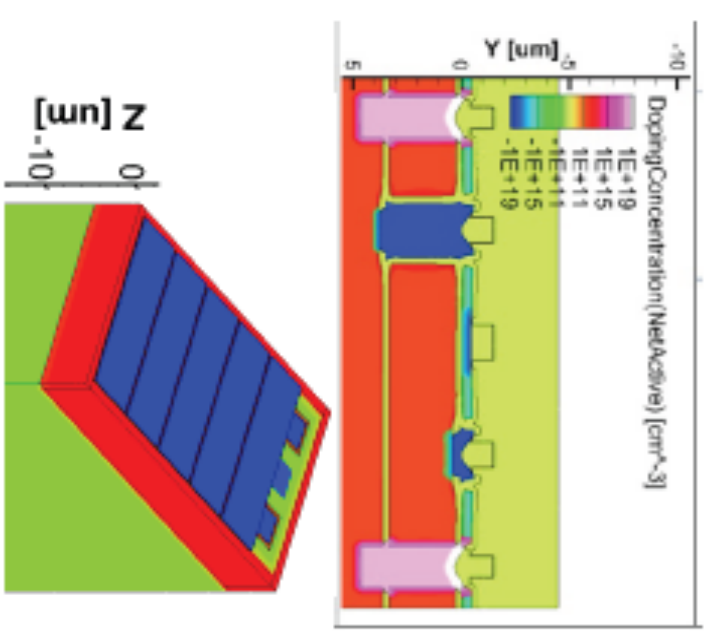 Y [um]
5
0
-5
-10
DopingConcentration(NetActive) [cm^-3]
1E+19
1E+15
1E+11
-1E+11
-1E+15
-1E+19
Z [um]
-10
0